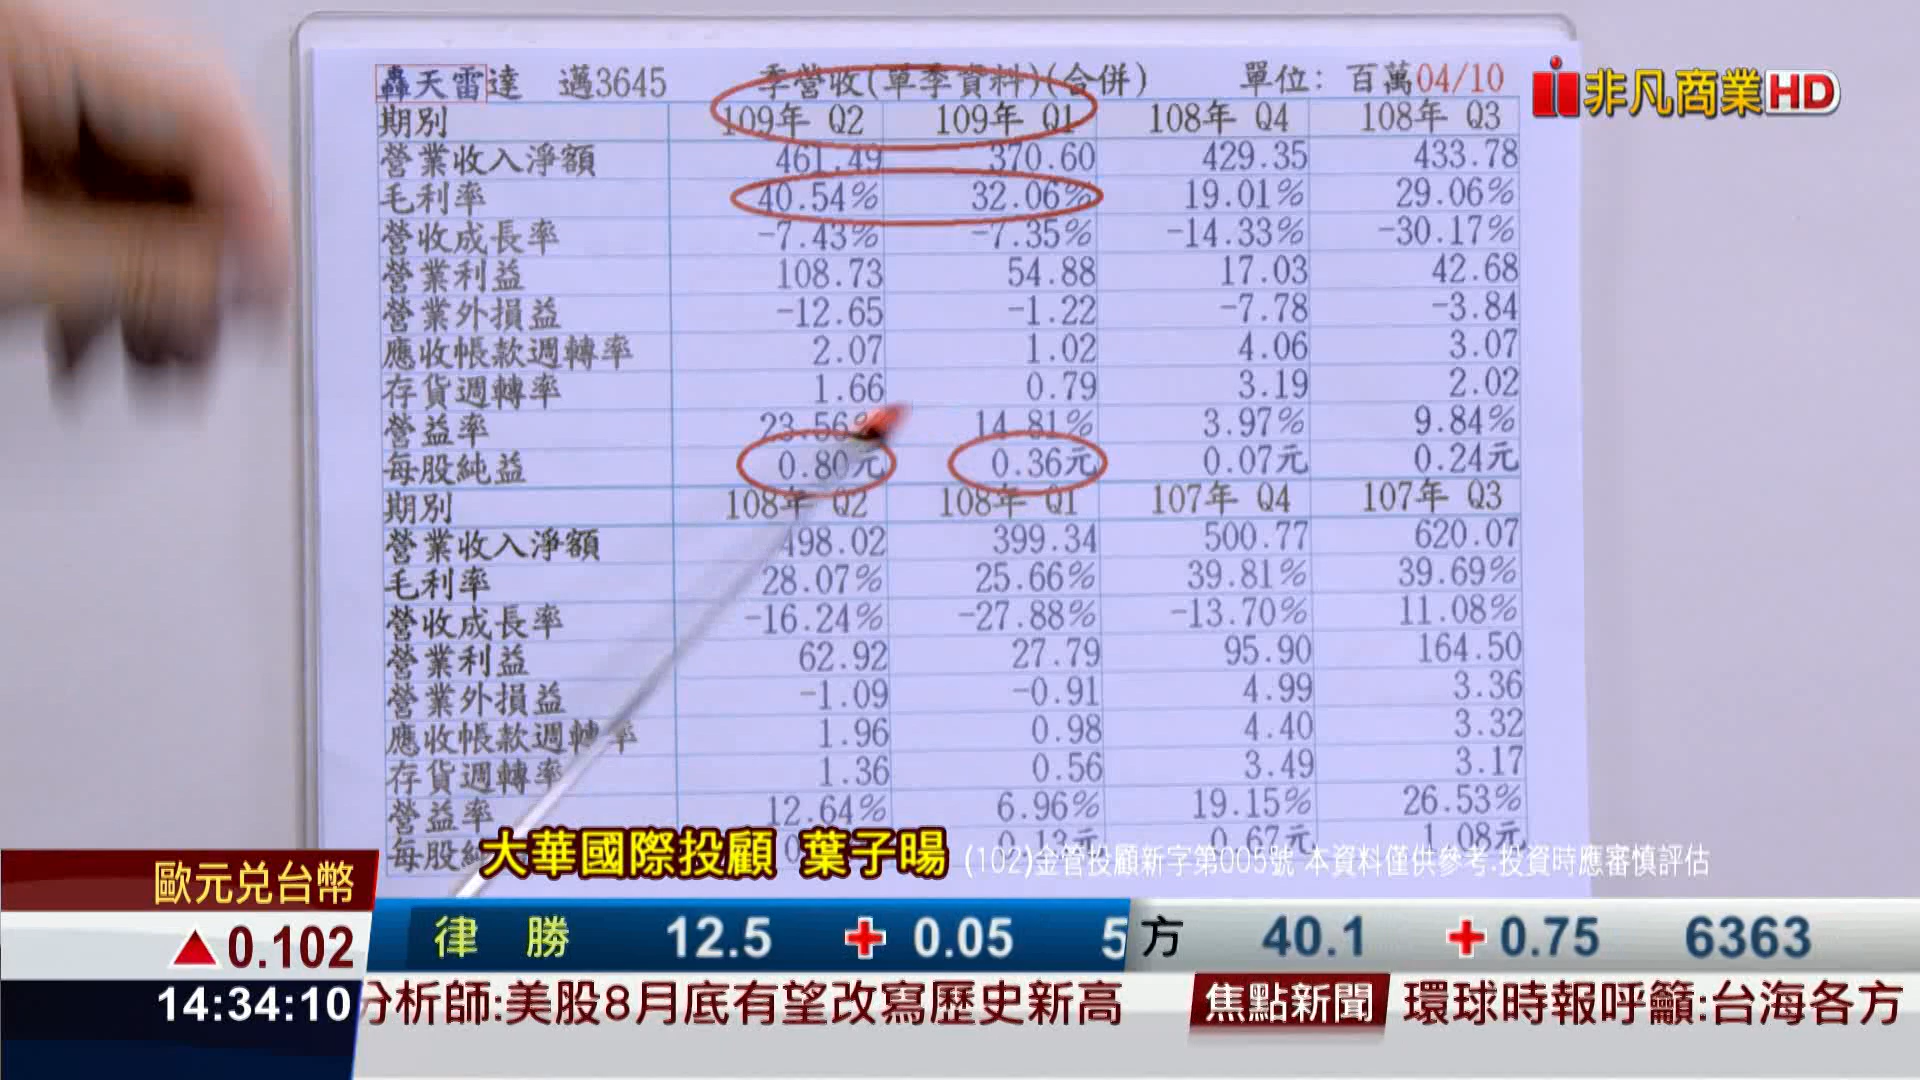 轟天雷達 邁3645 季營收(單季資料)(合併) 單位: 百萬04/10
非凡商業HD
期別 109年 Q2 109年 Q1 108年 Q4 108年 Q3
營業收入淨額 461.49 370.60 429.35 433.78
毛利率 40.54% 32.06% 19.01% 29.06%
營收成長率 -7.43% -7.35% -14.33% -30.17%
營業利益 108.73 54.88 17.03 42.68
營業外損益 -12.65 -1.22 -7.78 -3.84
應收帳款週轉率 2.07 1.02 4.06 3.07
存貨週轉率 1.66 0.79 3.19 2.02
營益率 23.56% 14.81% 3.97% 9.84%
每股純益 0.80元 0.36元 0.07元 0.24元
期別 108年 Q2 108年 Q1 107年 Q4 107年 Q3
營業收入淨額 498.02 399.34 500.77 620.07
毛利率 28.07% 25.66% 39.81% 39.69%
營收成長率 -16.24% -27.88% -13.70% 11.08%
營業利益 62.92 27.79 95.90 164.50
營業外損益 -1.09 -0.91 4.99 3.36
應收帳款週轉率 1.96 0.98 4.40 3.32
存貨週轉率 1.36 0.56 3.49 3.17
營益率 12.64% 6.96% 19.15% 26.53%
每股純 0.13元 0.67元 1.08元
大華國際投顧 葉子暘 (102)金管投顧新字第005號 本資料僅供參考.投資時應審慎評估
歐元兑台幣
▲0.102
律 勝 12.5 + 0.05 5 方 40.1 + 0.75 6363
14:34:10
分析師:美股8月底有望改寫歷史新高 焦點新聞 環球時報呼籲:台海各方